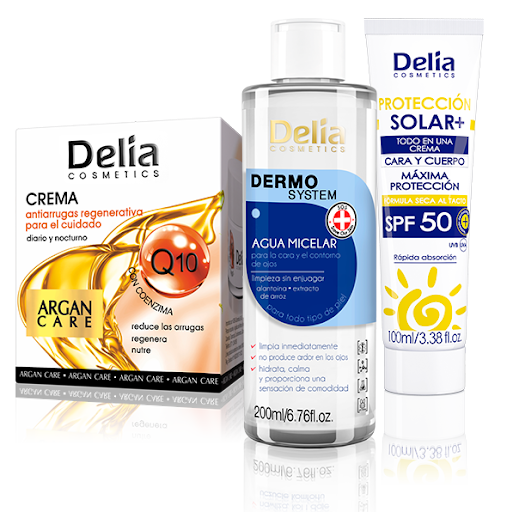 Delia
COSMETICS
CREMA
antiarrugas regenerativa
para el cuidado
diario y nocturno
Q10
CON COENZIMA
ARGAN
CARE
reduce las arrugas
regenera
nutre
ARGAN CARE • ARGAN CARE • ARGAN CARE • ARGAN CARE
Delia
COSMETICS
DERMO
SYSTEM
AGUA MICELAR
para la cara y el contorno
de ojos
limpieza sin enjuagar
alantoina • extracto
de arroz
para todo tipo de piel
limpia inmediatamente
no produce ardor en los ojos
hidrata, calma
y proporciona una
sensación de comodidad
200ml/6.76fl.oz.
Delia
COSMETICS
PROTECCIÓN
SOLAR+
TODO EN UNA
CREMA
CARA Y CUERPO
MÁXIMA
PROTECCIÓN
FORMULA SECA AL TACTO
SPF 50
UVB UVA
Rápida absorción
100ml/3.38 fl.oz.